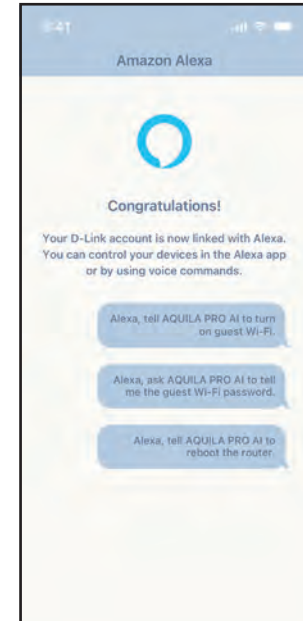 9:41
Amazon Alexa
Congratulations!
Your D-Link account is now linked with Alexa.
You can control your devices in the Alexa app
or by using voice commands.
Alexa, tell AQUILA PRO AI to turn
on guest Wi-Fi.
Alexa, ask AQUILA PRO AI to tell
me the guest Wi-Fi password.
Alexa, tell AQUILA PRO AI to
reboot the router.